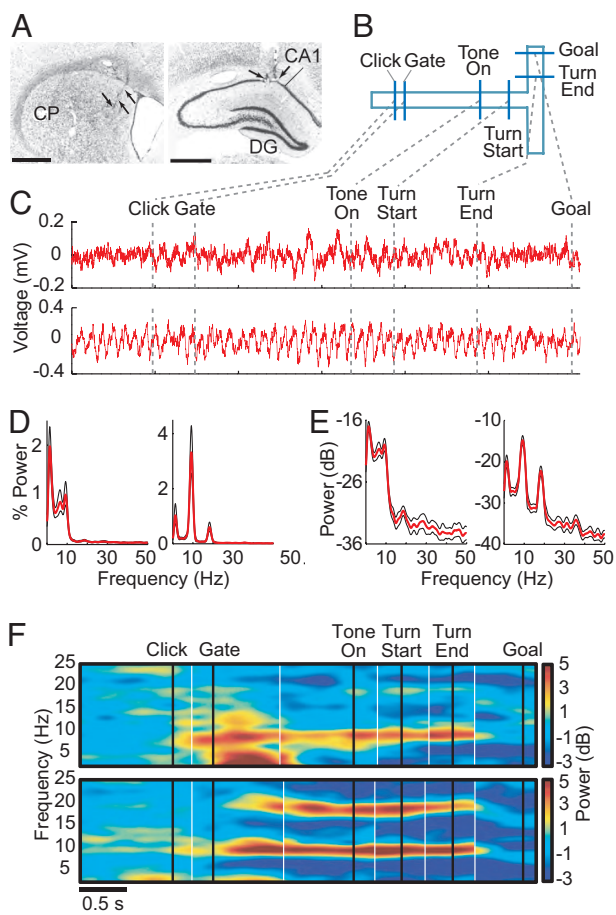 A
CP
CA1
DG
B
Click Gate
Tone
On
Goal
Turn
End
Turn
Start
C
Click Gate
Tone
On
Turn
Start
Turn
End
Goal
Voltage (mV)
0.2
0
-0.2
0.4
0
-0.4
D
% Power
2
1
0
10 30 50
4
2
0
10 30 50
Frequency (Hz)
E
Power (dB)
-16
-26
-36
10 30 50
-10
-20
-30
-40
10 30 50
Frequency (Hz)
F
Click Gate
Tone
On
Turn
Start
Turn
End
Goal
Frequency (Hz)
25
20
15
10
5
5
3
1
-1
-3
Power (dB)
25
20
15
10
5
5
3
1
-1
-3
0.5 s